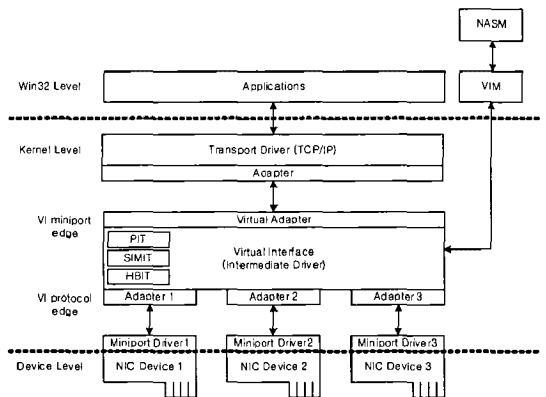 NASM
Win32 Level
Applications
VIM
Kernel Level
Transport Driver (TCP/IP)
Adapter
VI miniport
edge
Virtual Adapter
PIT
SIMIT
HBIT
Virtual Interface
(Intermediate Driver)
VI protocol
edge
Adapter 1
Adapter 2
Adapter 3
Miniport Driver1
Miniport Driver2
Miniport Driver3
Device Level
NIC Device 1
NIC Device 2
NIC Device 3